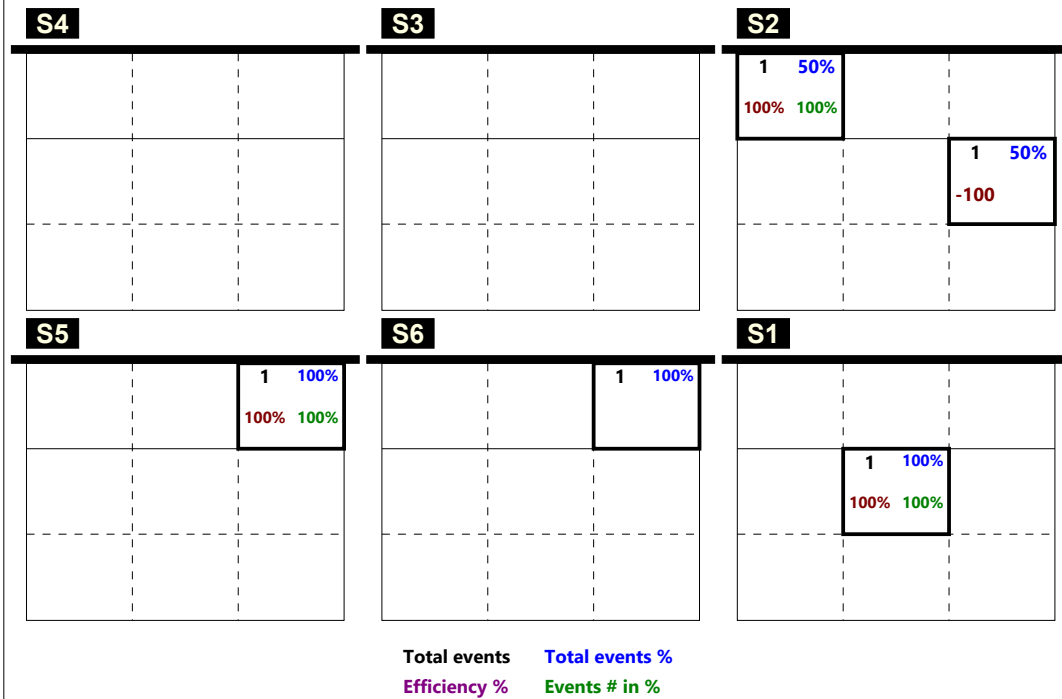 S4 S3 S2
1 50%
100% 100%
1 50%
-100
S5 S6 S1
1 100% 1 100%
100% 100%
1 100%
100% 100%
Total events Total events %
Efficiency % Events # in %